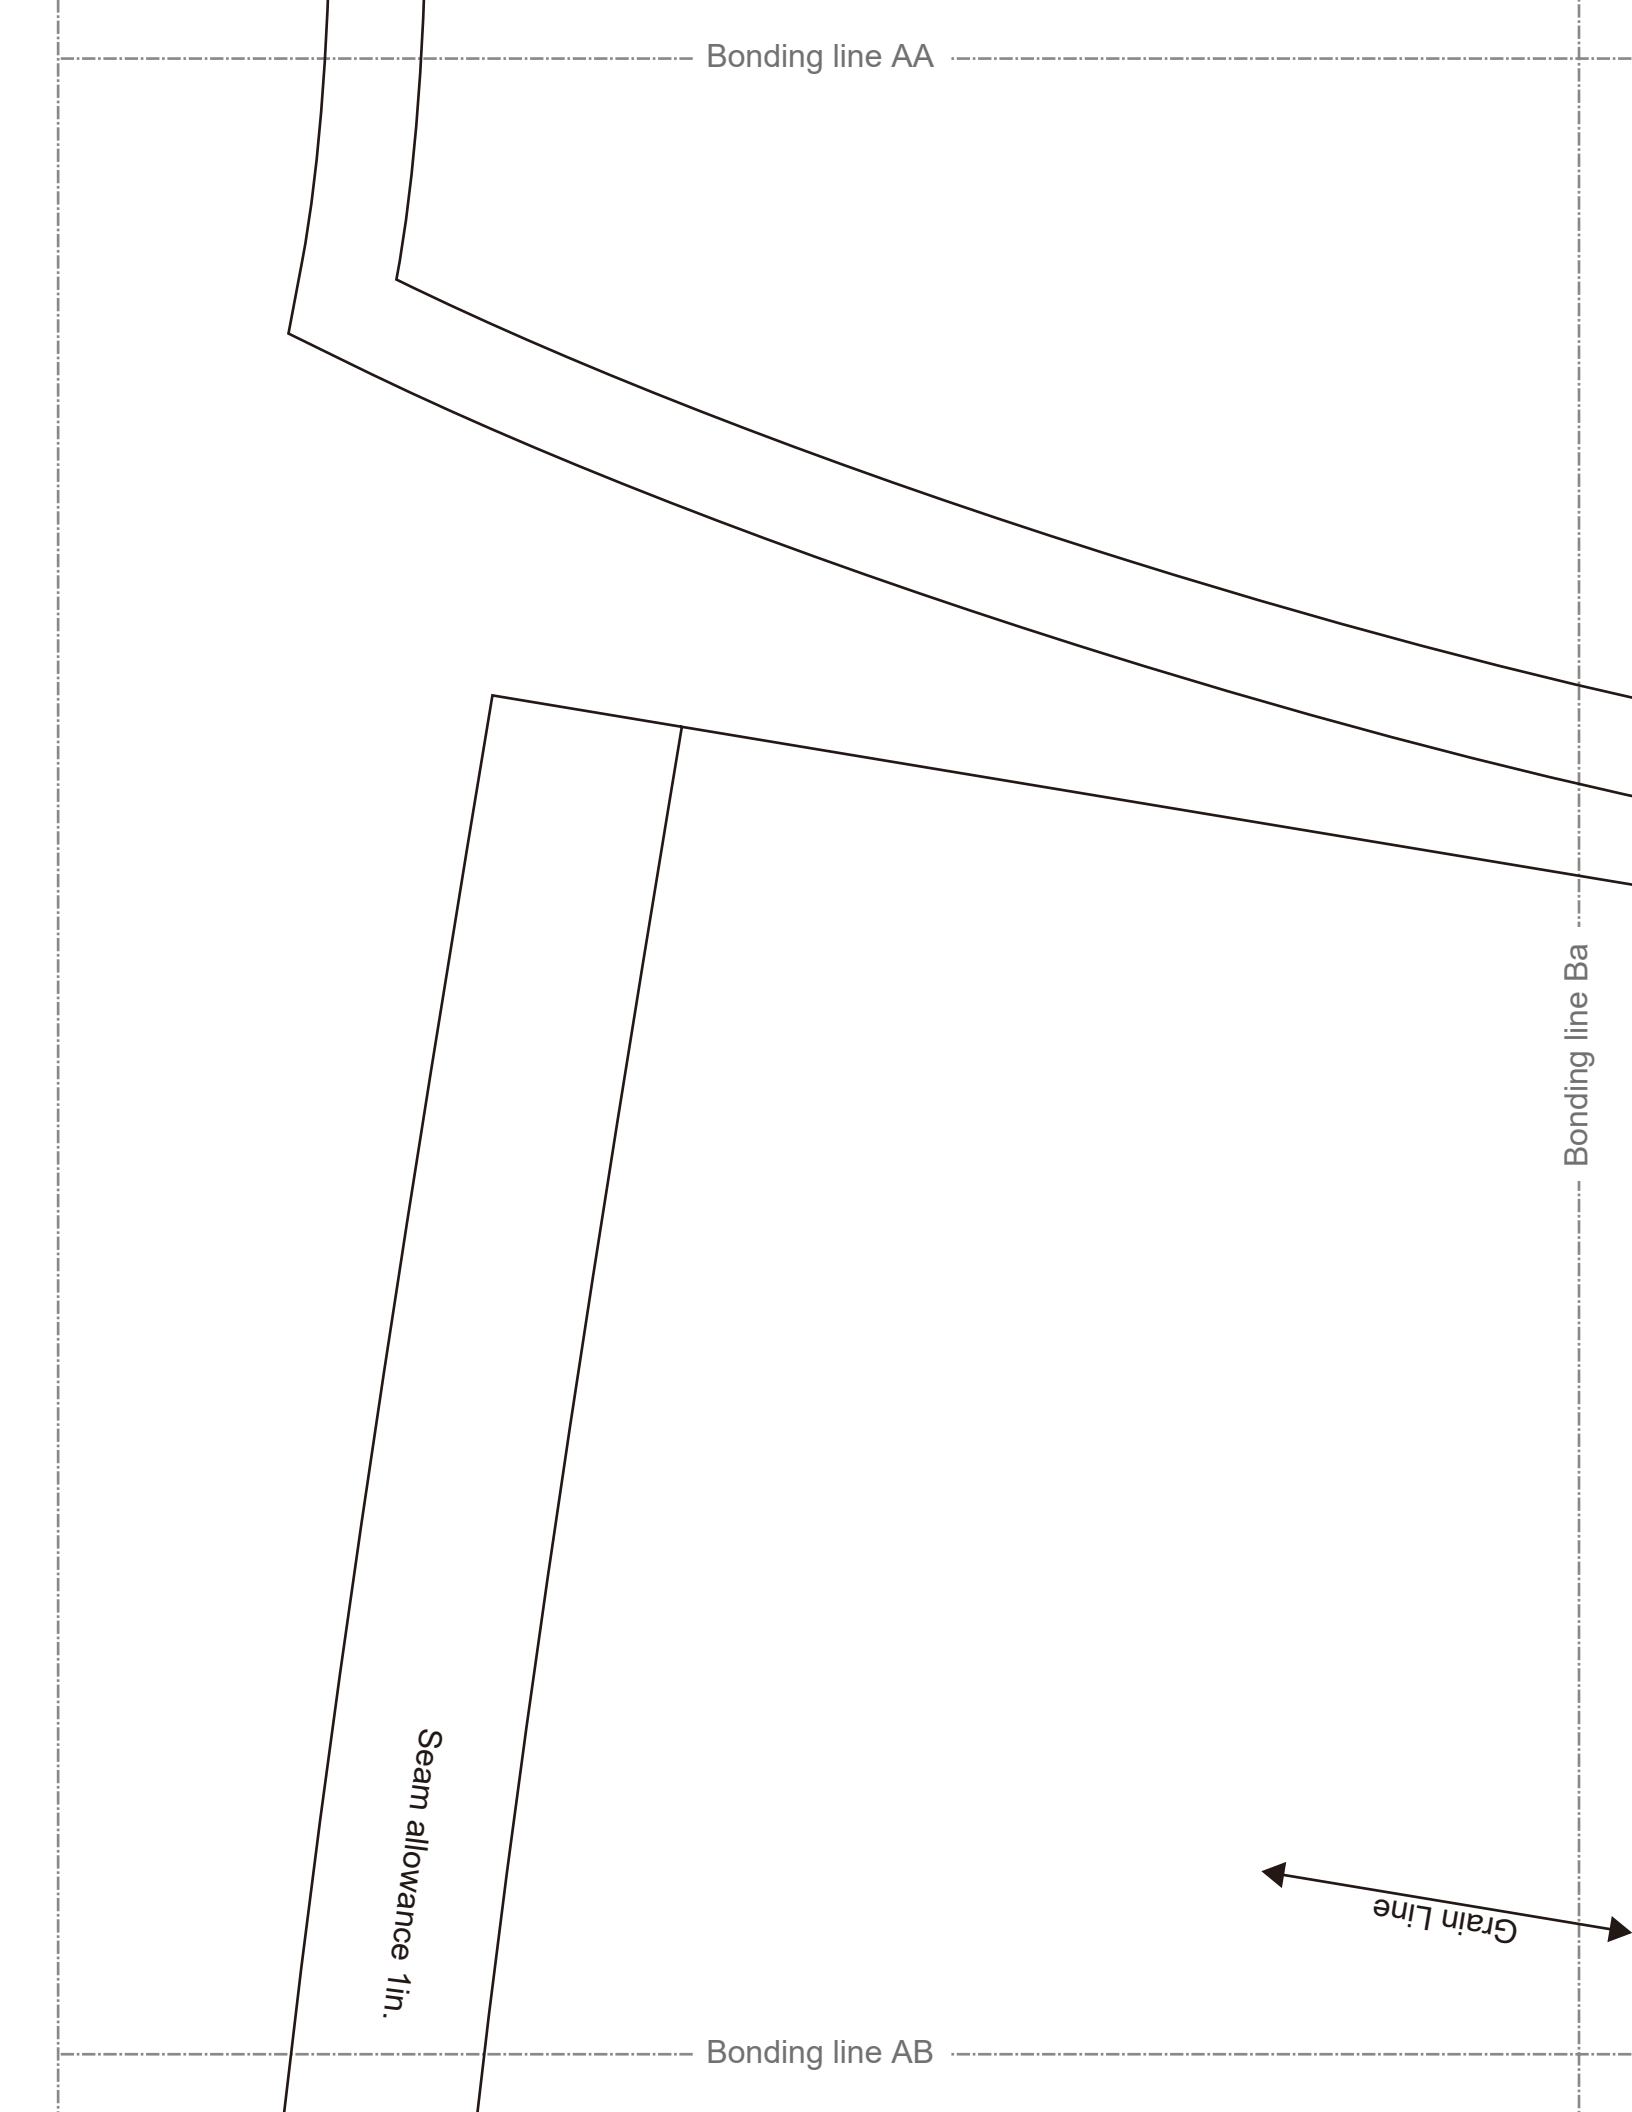 Bonding line AA
Bonding line Ba
Seam allowance 1in.
Grain Line
Bonding line AB